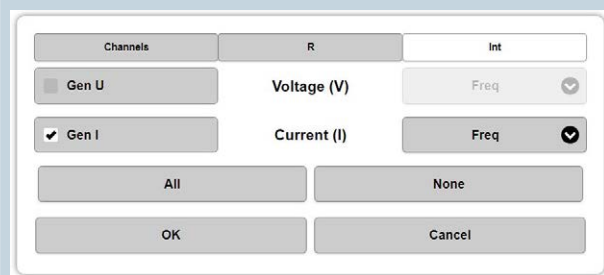 Channels R Int
Gen U Voltage (V) Freq
Gen I Current (I) Freq
All None
OK Cancel